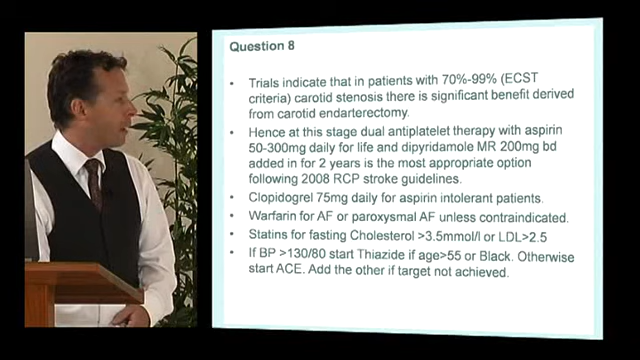 Question 8
• Trials indicate that in patients with 70%-99% (ECST
criteria) carotid stenosis there is significant benefit derived
from carotid endarterectomy.
• Hence at this stage dual antiplatelet therapy with aspirin
50-300mg daily for life and dipyridamole MR 200mg bd
added in for 2 years is the most appropriate option
following 2008 RCP stroke guidelines.
• Clopidogrel 75mg daily for aspirin intolerant patients.
• Warfarin for AF or paroxysmal AF unless contraindicated.
• Statins for fasting Cholesterol >3.5mmol/l or LDL>2.5
• If BP >130/80 start Thiazide if age>55 or Black. Otherwise
start ACE. Add the other if target not achieved.